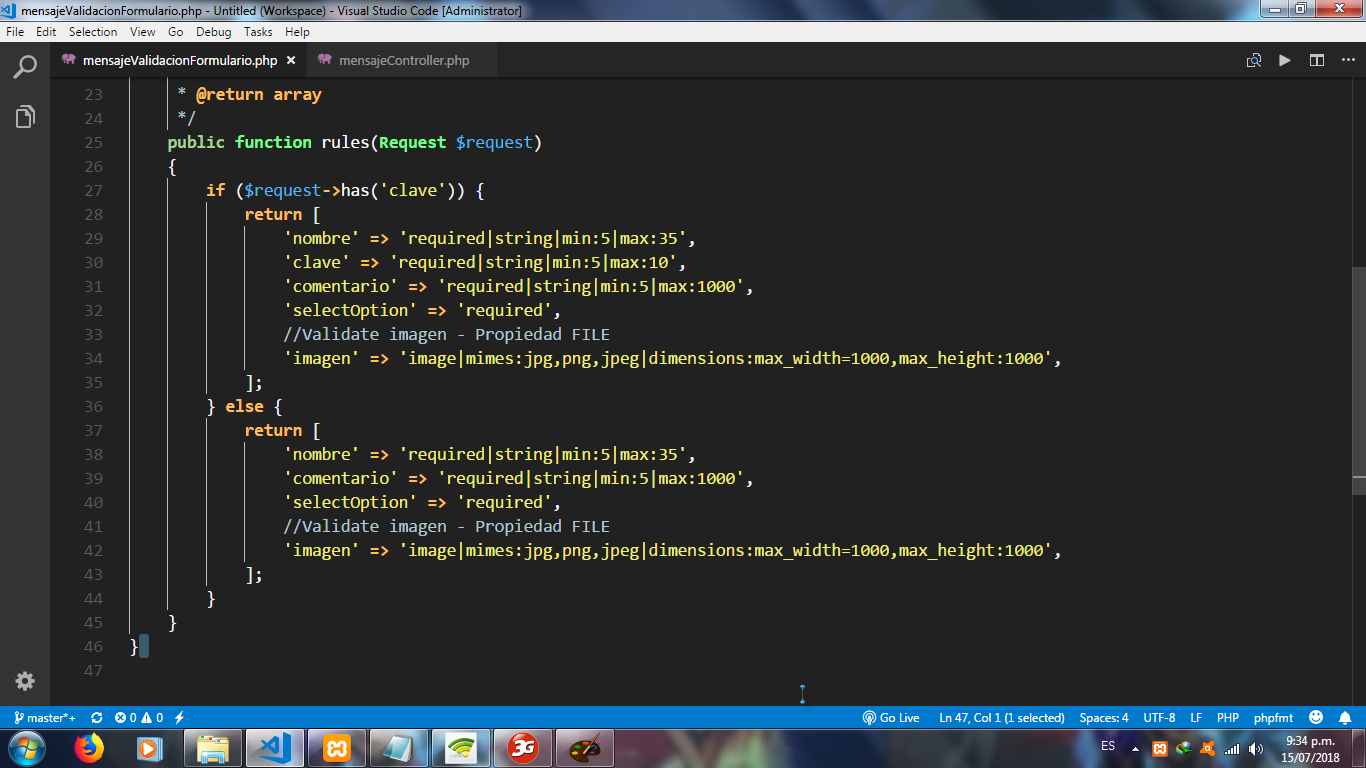 mensajeValidacionFormulario.php - Untitled (Workspace) - Visual Studio Code [Administrator]
File Edit Selection View Go Debug Tasks Help
mensajeValidacionFormulario.php × mensajeController.php
23 * @return array
24 */
25 public function rules(Request $request)
26 {
27 if ($request->has('clave')) {
28 return [
29 'nombre' => 'required|string|min:5|max:35',
30 'clave' => 'required|string|min:5|max:10',
31 'comentario' => 'required|string|min:5|max:1000',
32 'selectOption' => 'required',
33 //Validate imagen - Propiedad FILE
34 'imagen' => 'image|mimes:jpg,png,jpeg|dimensions:max_width=1000,max_height:1000',
35 ];
36 } else {
37 return [
38 'nombre' => 'required|string|min:5|max:35',
39 'comentario' => 'required|string|min:5|max:1000',
40 'selectOption' => 'required',
41 //Validate imagen - Propiedad FILE
42 'imagen' => 'image|mimes:jpg,png,jpeg|dimensions:max_width=1000,max_height:1000',
43 ];
44 }
45 }
46 }
47
master*+ 0 0 Go Live Ln 47, Col 1 (1 selected) Spaces: 4 UTF-8 LF PHP phpfmt
3G ES 9:34 p.m.
15/07/2018